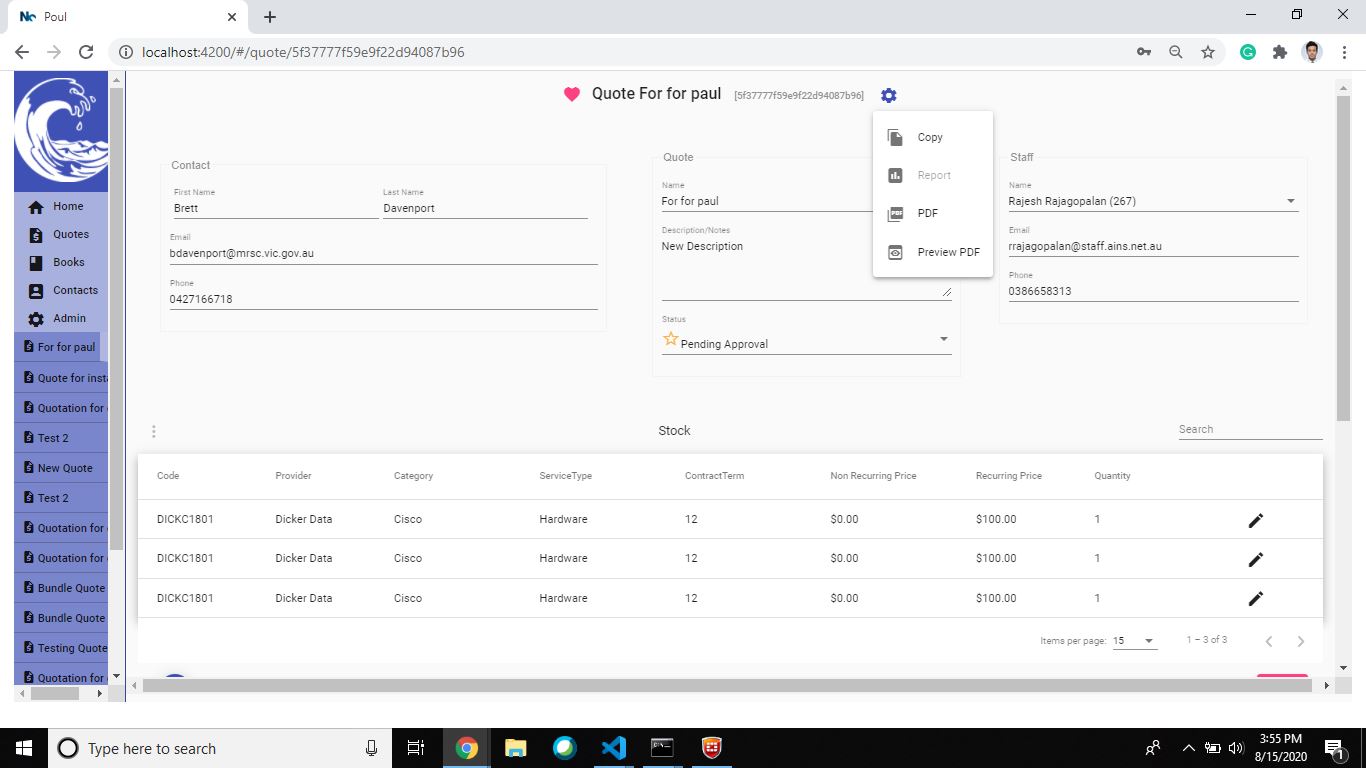 Poul
localhost:4200/#/quote/5f37777f59e9f22d94087b96
Quote For for paul [5f37777f59e9f22d94087b96]
Copy
Report
PDF
Preview PDF
Home
Quotes
Books
Contacts
Admin
For for paul
Quote for insta
Quotation for
Test 2
New Quote
Test 2
Quotation for
Quotation for
Bundle Quote
Bundle Quote
Testing Quote
Quotation for
Contact
First Name
Brett
Last Name
Davenport
Email
bdavenport@mrsc.vic.gov.au
Phone
0427166718
Quote
Name
For for paul
Description/Notes
New Description
Status
Pending Approval
Staff
Name
Rajesh Rajagopalan (267)
Email
rrajagopalan@staff.ains.net.au
Phone
0386658313
Stock
Search
Code Provider Category ServiceType ContractTerm Non Recurring Price Recurring Price Quantity
DICKC1801 Dicker Data Cisco Hardware 12 $0.00 $100.00 1
DICKC1801 Dicker Data Cisco Hardware 12 $0.00 $100.00 1
DICKC1801 Dicker Data Cisco Hardware 12 $0.00 $100.00 1
Items per page: 15 1 – 3 of 3
Type here to search
3:55 PM
8/15/2020
1